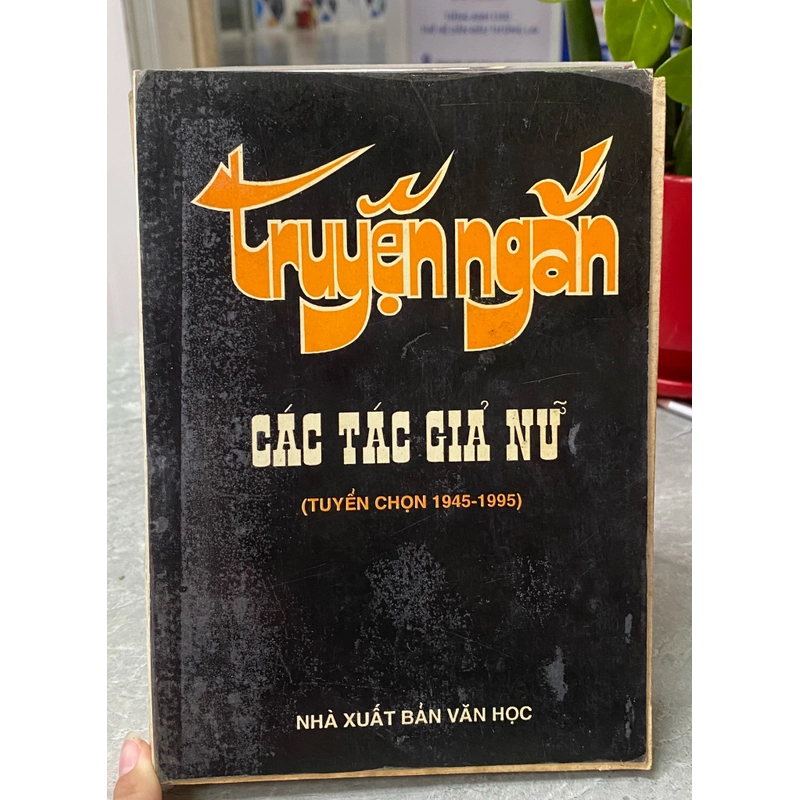 truyện ngắn
CÁC TÁC GIẢ NỮ
(TUYỂN CHỌN 1945-1995)
NHÀ XUẤT BẢN VĂN HỌC